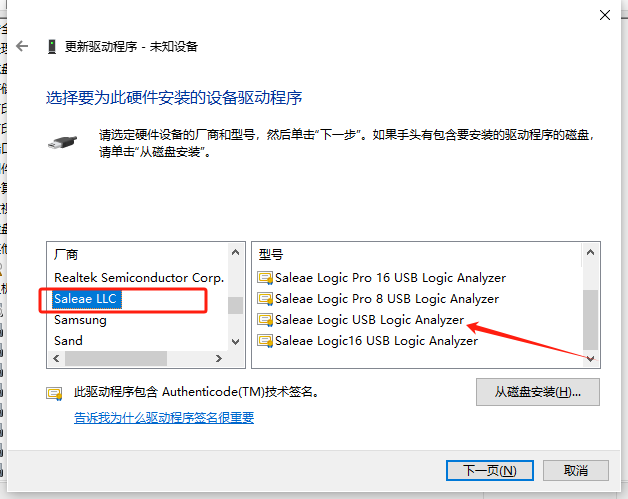 更新驱动程序 - 未知设备
选择要为此硬件安装的设备驱动程序
请选定硬件设备的厂商和型号，然后单击"下一步"。如果手头有包含要安装的驱动程序的磁盘，
请单击"从磁盘安装"。
厂商
Realtek Semiconductor Corp.
Saleae LLC
Samsung
Sand
型号
Saleae Logic Pro 16 USB Logic Analyzer
Saleae Logic Pro 8 USB Logic Analyzer
Saleae Logic USB Logic Analyzer
Saleae Logic16 USB Logic Analyzer
此驱动程序包含 Authenticode(TM)技术签名。
告诉我为什么驱动程序签名很重要
从磁盘安装(H)...
下一页(N)
取消